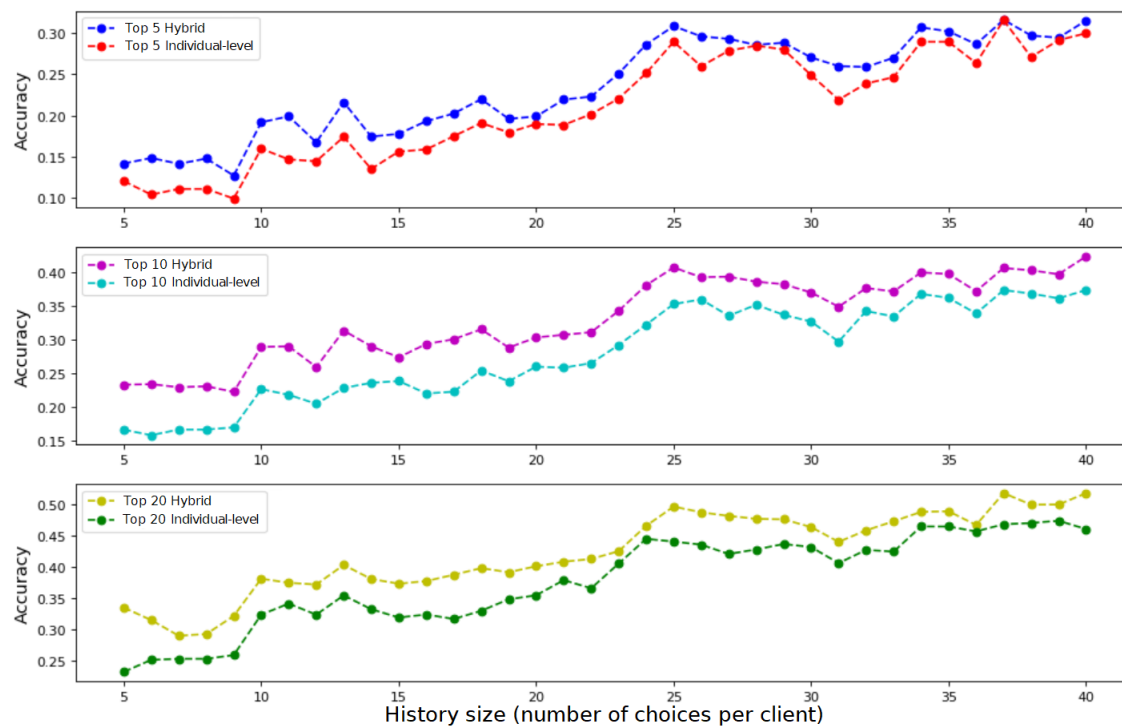 Top 5 Hybrid
Top 5 Individual-level
Accuracy
0.30
0.25
0.20
0.15
0.10
5 10 15 20 25 30 35 40
Top 10 Hybrid
Top 10 Individual-level
Accuracy
0.40
0.35
0.30
0.25
0.20
0.15
5 10 15 20 25 30 35 40
Top 20 Hybrid
Top 20 Individual-level
Accuracy
0.50
0.45
0.40
0.35
0.30
0.25
5 10 15 20 25 30 35 40
History size (number of choices per client)